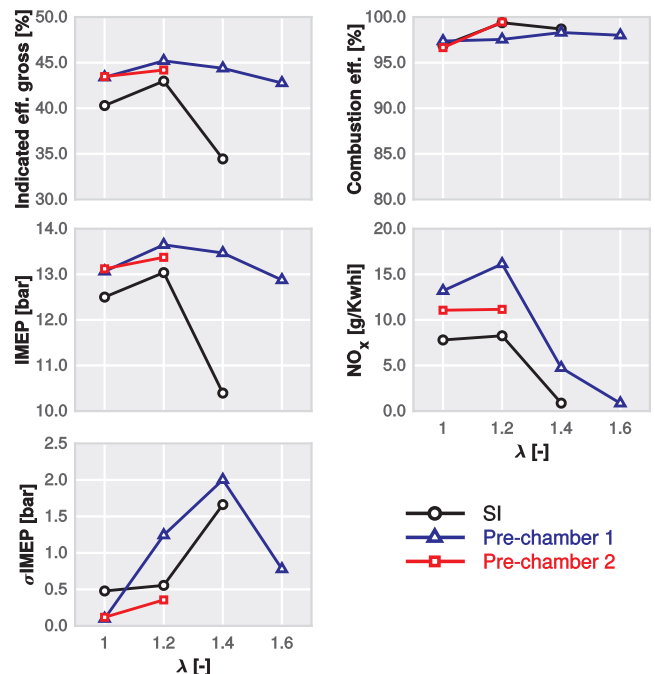 Indicated eff. gross [%]
50.0
45.0
40.0
35.0
30.0
Combustion eff. [%]
100.0
95.0
90.0
85.0
80.0
IMEP [bar]
14.0
13.0
12.0
11.0
10.0
NOx [g/Kwhi]
20.0
15.0
10.0
5.0
0.0
1 1.2 1.4 1.6
λ [-]
σIMEP [bar]
2.5
2.0
1.5
1.0
0.5
0.0
1 1.2 1.4 1.6
λ [-]
SI
Pre-chamber 1
Pre-chamber 2